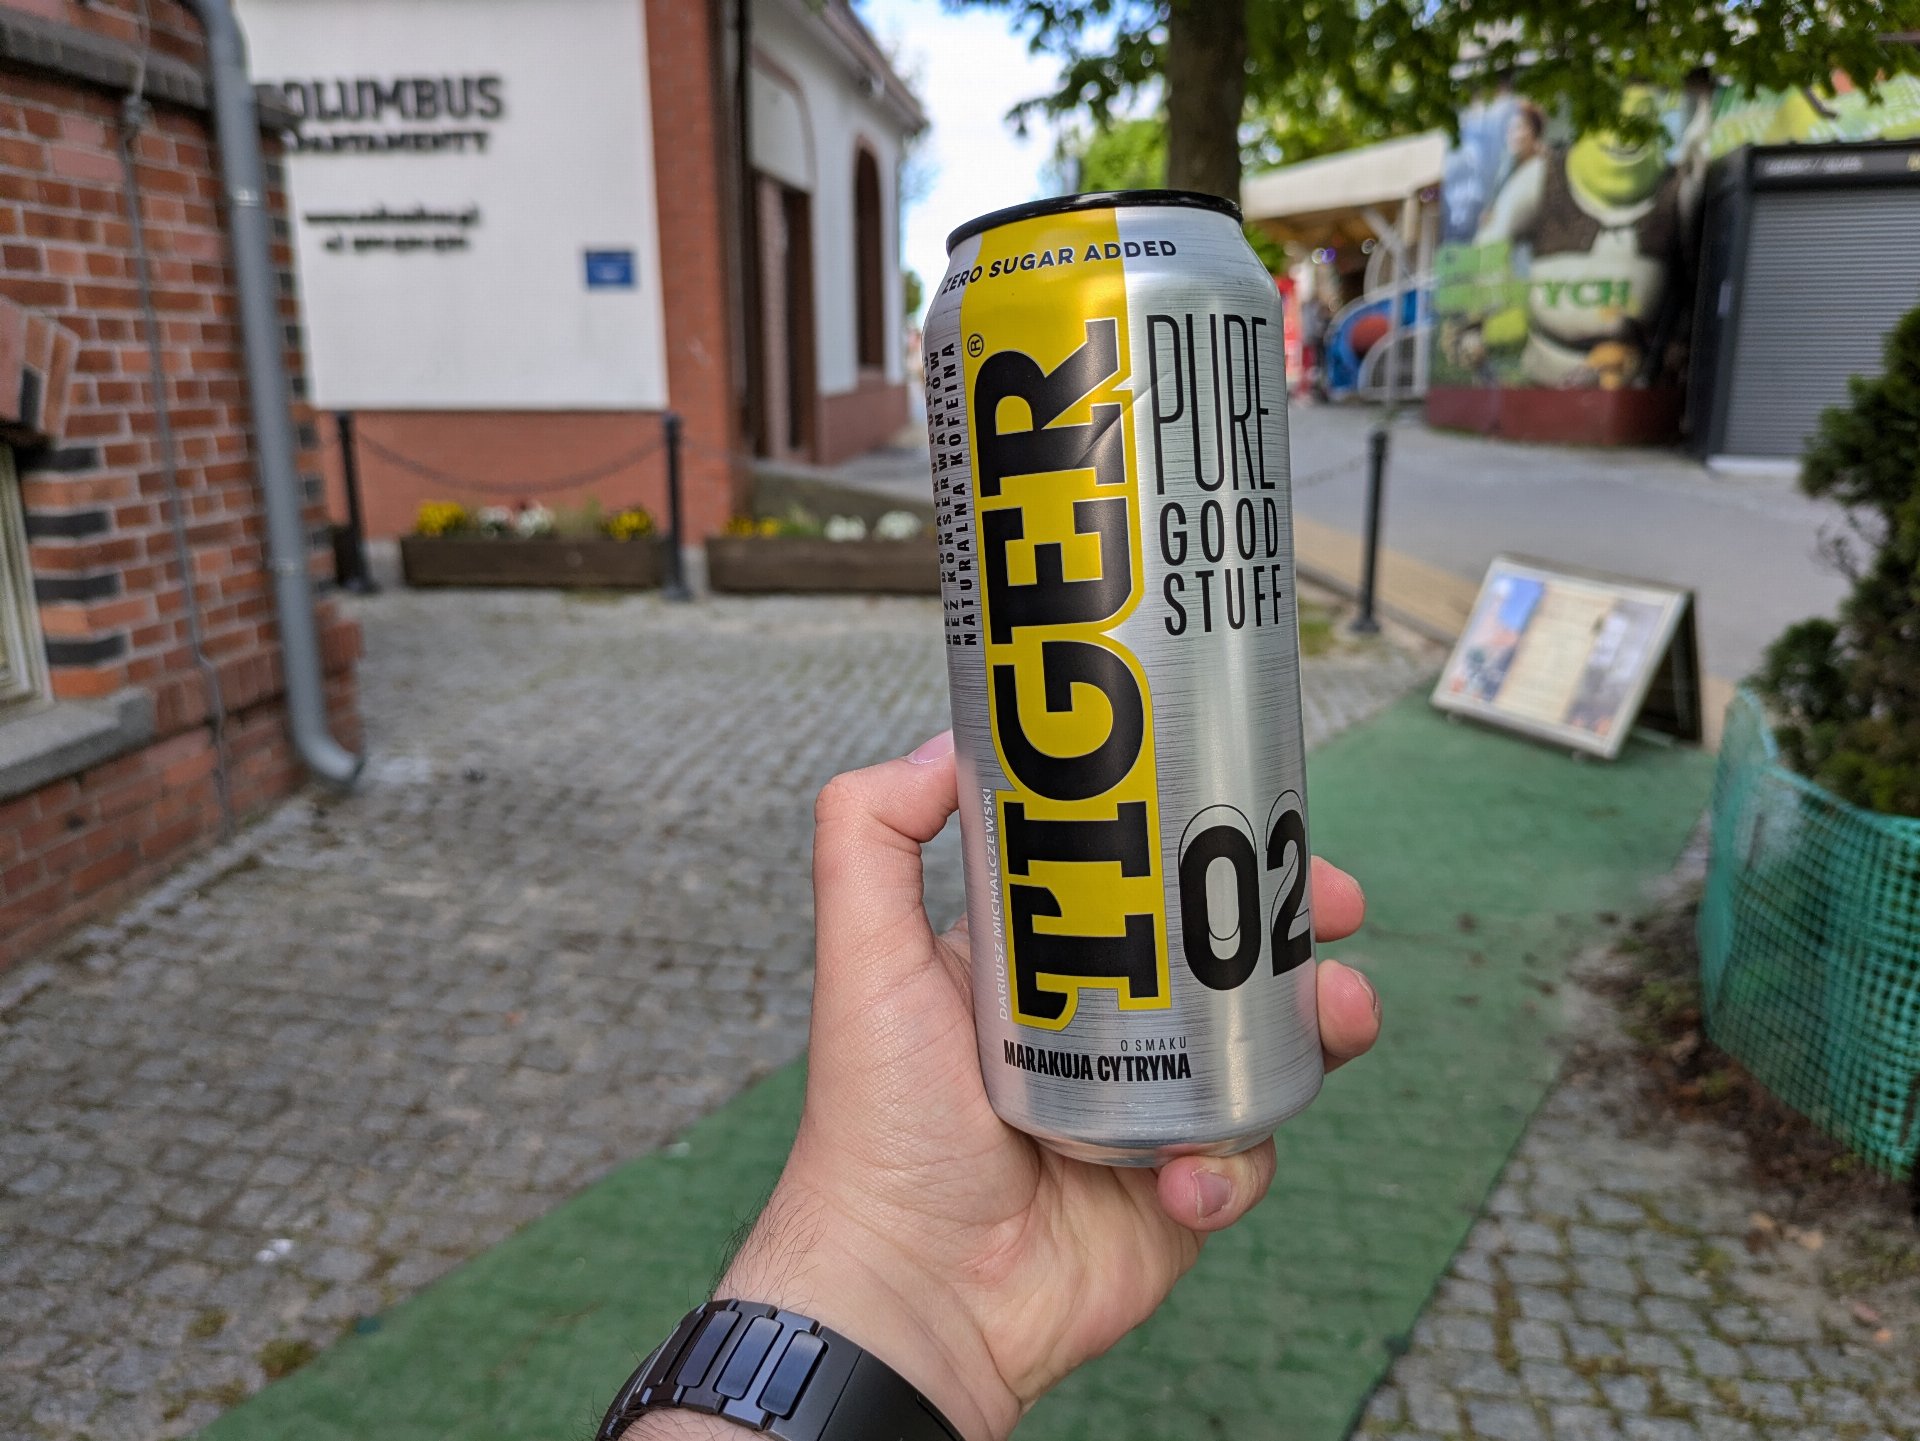 COLUMBUS
APARTAMENTY
ZERO SUGAR ADDED
BEZ KONSERWANTÓW
NATURALNA KOFEINA
TIGER®
DARIUSZ MICHALCZEWSKI
PURE
GOOD
STUFF
02
O SMAKU
MARAKUJA CYTRYNA
YCH